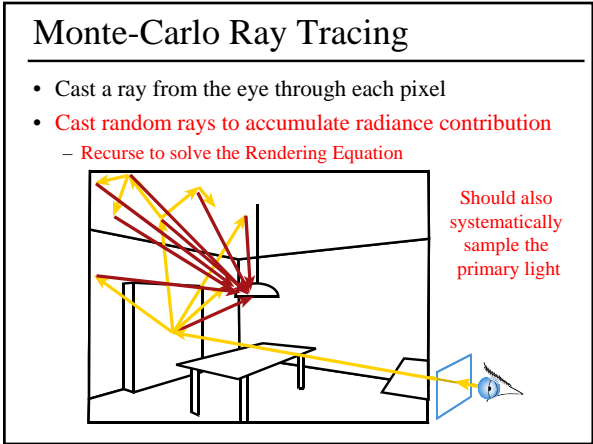 Monte-Carlo Ray Tracing
• Cast a ray from the eye through each pixel
• Cast random rays to accumulate radiance contribution
– Recurse to solve the Rendering Equation
Should also
systematically
sample the
primary light